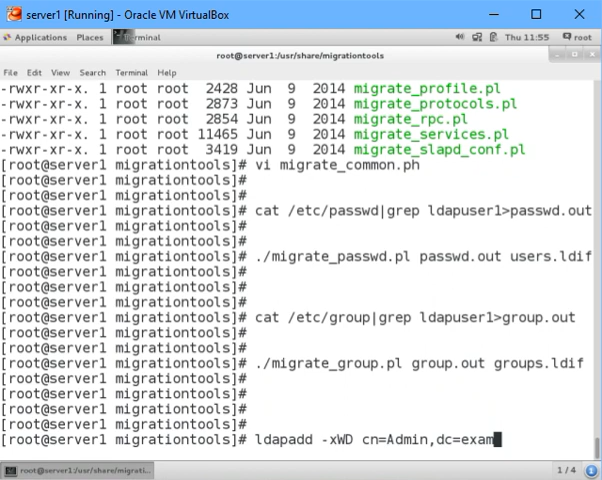 server1 [Running] - Oracle VM VirtualBox
Applications Places Terminal Thu 11:55 root
root@server1:/usr/share/migrationtools
File Edit View Search Terminal Help
-rwxr-xr-x. 1 root root  2428 Jun  9  2014 migrate_profile.pl
-rwxr-xr-x. 1 root root  2873 Jun  9  2014 migrate_protocols.pl
-rwxr-xr-x. 1 root root  2854 Jun  9  2014 migrate_rpc.pl
-rwxr-xr-x. 1 root root 11465 Jun  9  2014 migrate_services.pl
-rwxr-xr-x. 1 root root  3419 Jun  9  2014 migrate_slapd_conf.pl
[root@server1 migrationtools]# vi migrate_common.ph
[root@server1 migrationtools]#
[root@server1 migrationtools]#
[root@server1 migrationtools]# cat /etc/passwd|grep ldapuser1>passwd.out
[root@server1 migrationtools]#
[root@server1 migrationtools]#
[root@server1 migrationtools]# ./migrate_passwd.pl passwd.out users.ldif
[root@server1 migrationtools]#
[root@server1 migrationtools]#
[root@server1 migrationtools]#
[root@server1 migrationtools]# cat /etc/group|grep ldapuser1>group.out
[root@server1 migrationtools]#
[root@server1 migrationtools]#
[root@server1 migrationtools]# ./migrate_group.pl group.out groups.ldif
[root@server1 migrationtools]#
[root@server1 migrationtools]#
[root@server1 migrationtools]#
[root@server1 migrationtools]#
[root@server1 migrationtools]# ldapadd -xWD cn=Admin,dc=exam
root@server1:/usr/share/migrati... 1 / 4